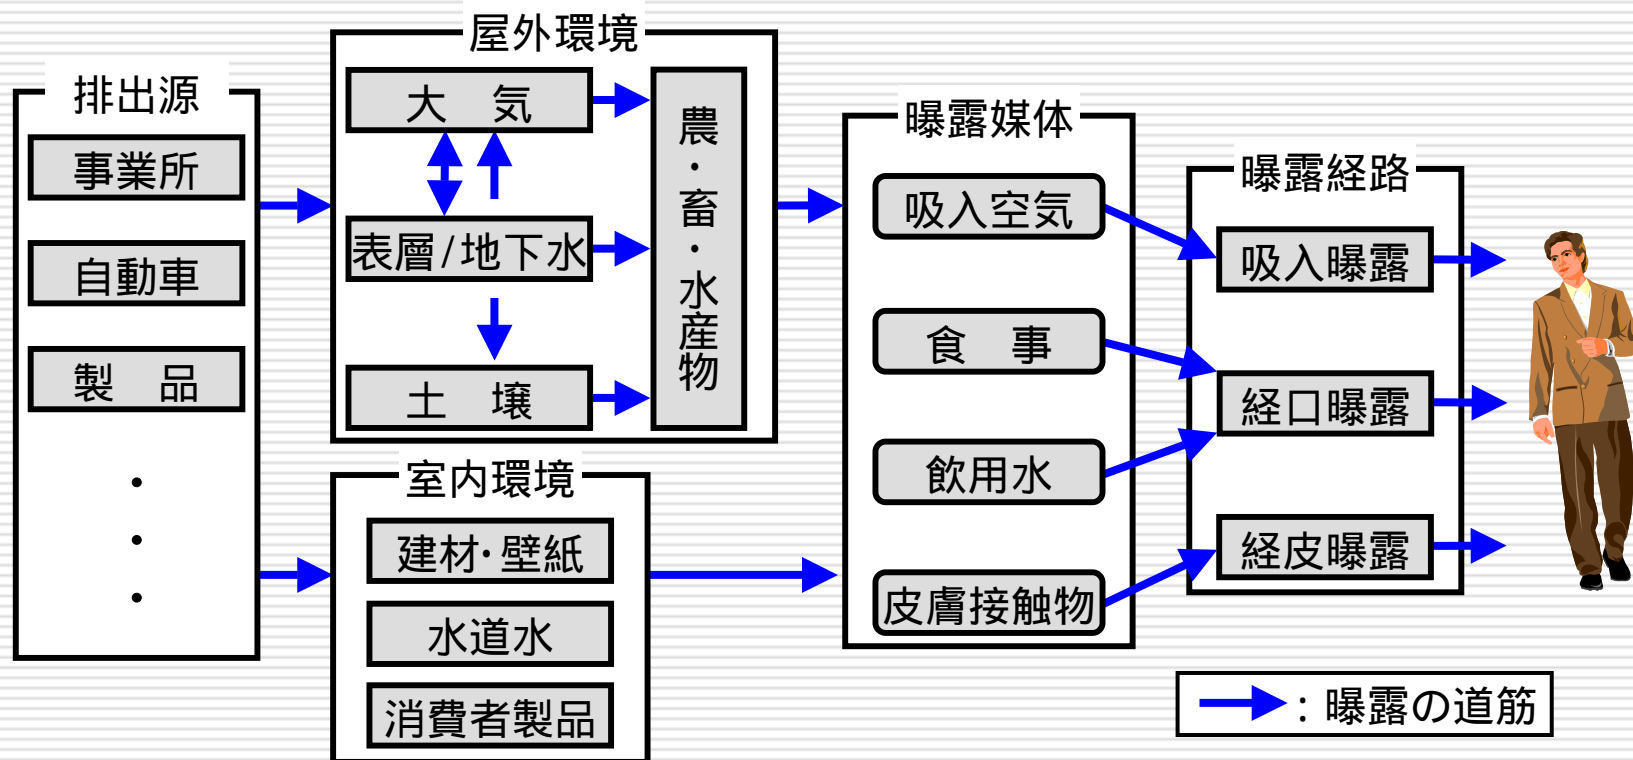 排出源
事業所
自動車
製　品
・
・
・
屋外環境
大　気
表層/地下水
土　壌
農・畜・水産物
室内環境
建材・壁紙
水道水
消費者製品
曝露媒体
吸入空気
食　事
飲用水
皮膚接触物
曝露経路
吸入曝露
経口曝露
経皮曝露
：曝露の道筋